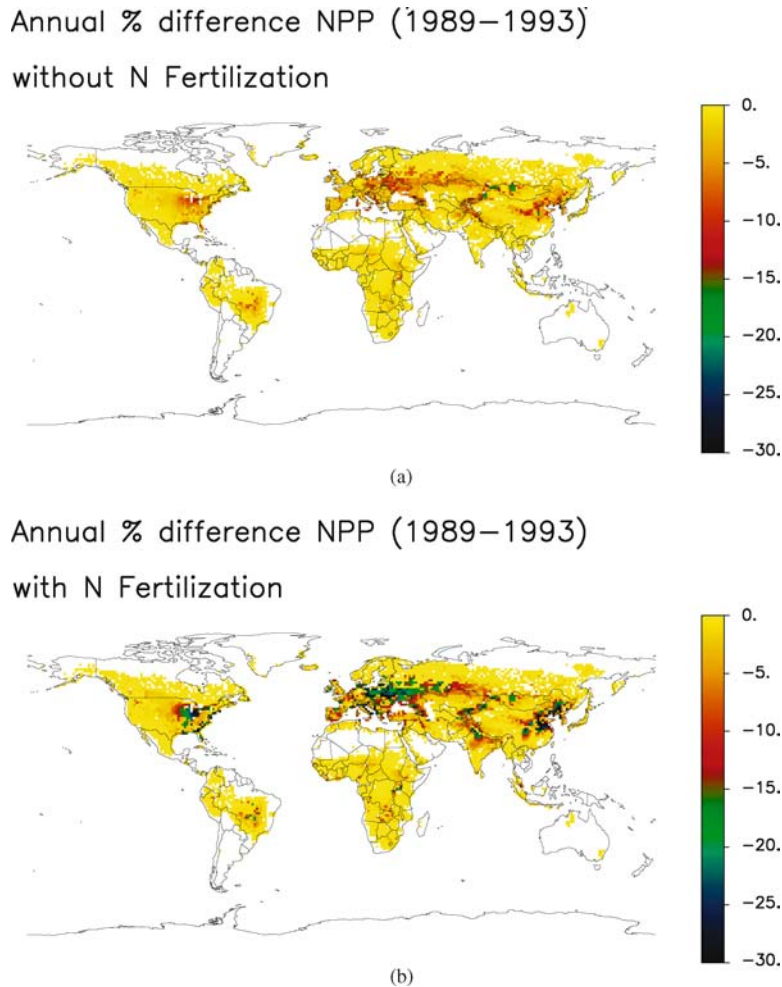 Annual % difference NPP (1989–1993)
without N Fertilization
0.
−5.
−10.
−15.
−20.
−25.
−30.
(a)
Annual % difference NPP (1989–1993)
with N Fertilization
0.
−5.
−10.
−15.
−20.
−25.
−30.
(b)